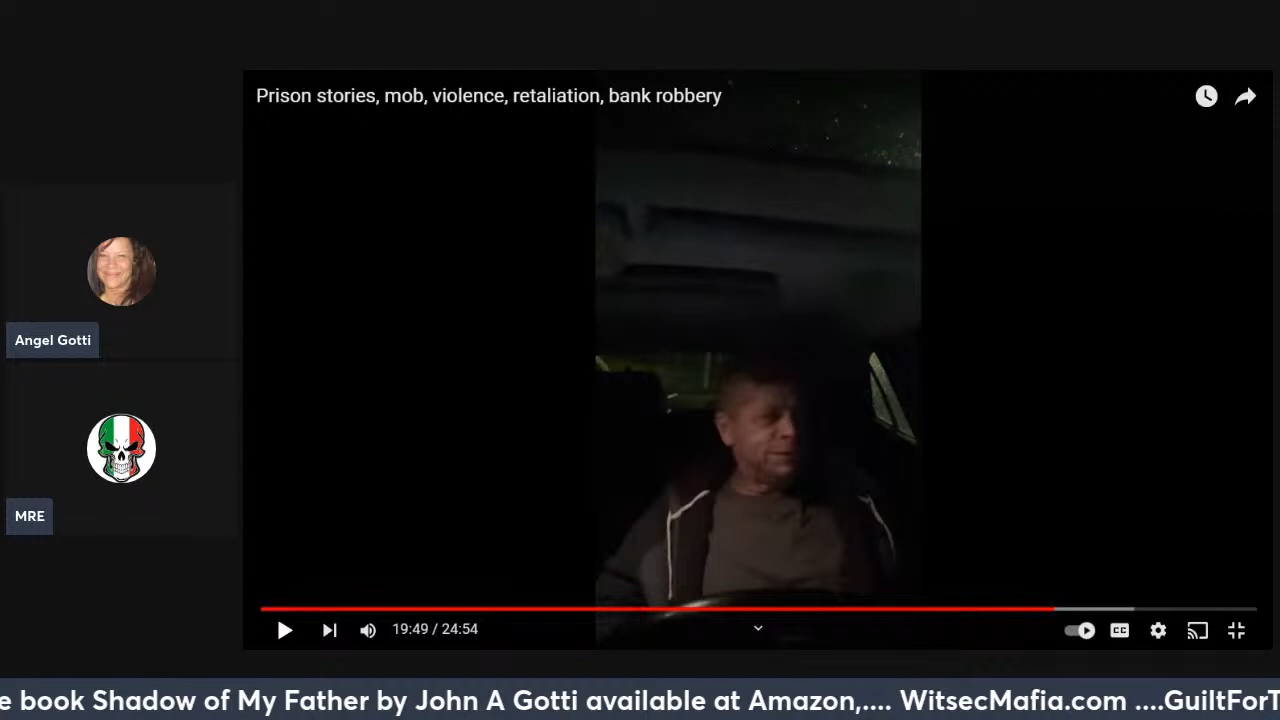 Prison stories, mob, violence, retaliation, bank robbery
Angel Gotti
MRE
19:49 / 24:54
CC
e book Shadow of My Father by John A Gotti available at Amazon,.... WitsecMafia.com ....GuiltForT